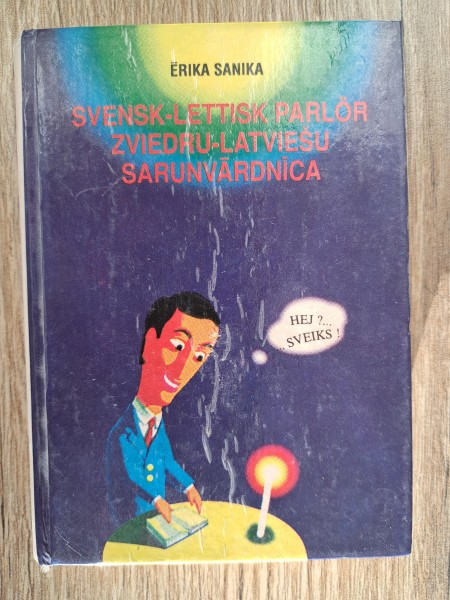 ĒRIKA SANIKA
SVENSK-LETTISK PARLÖR
ZVIEDRU-LATVIEŠU
SARUNVĀRDNĪCA
HEJ ?...
... SVEIKS !